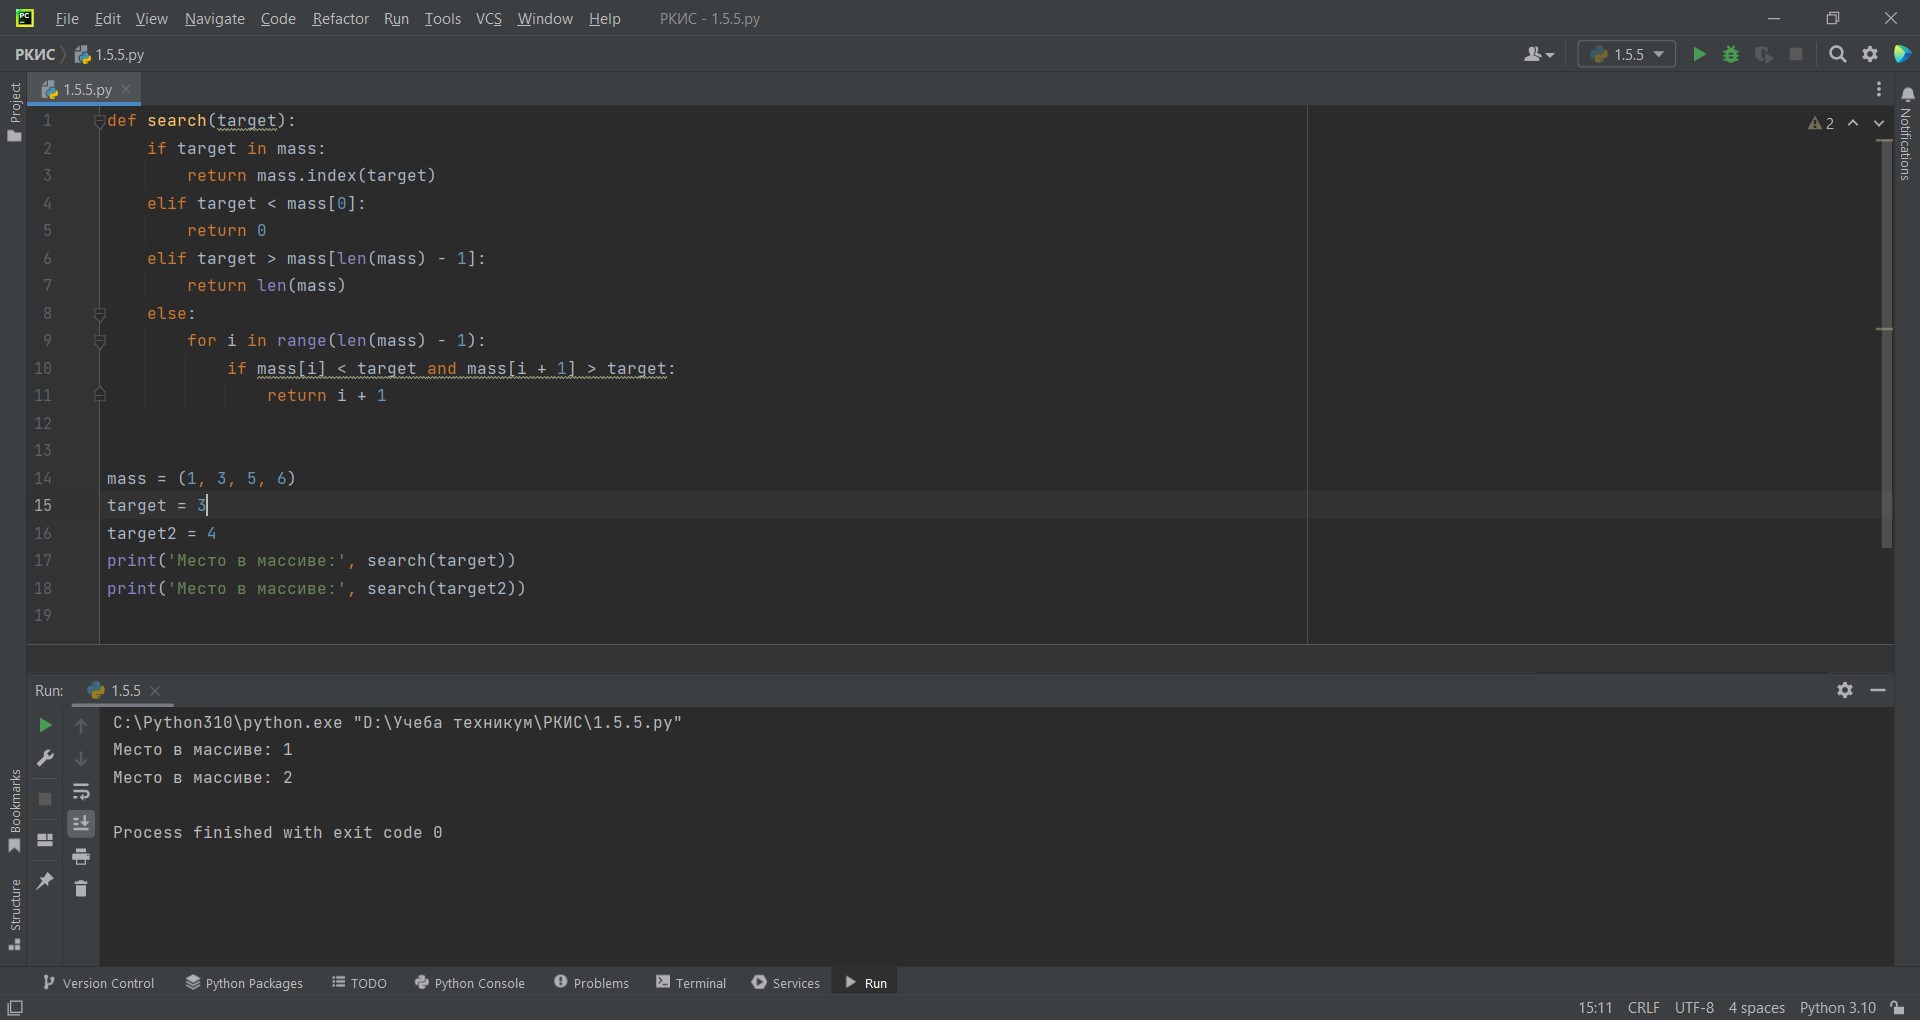 File Edit View Navigate Code Refactor Run Tools VCS Window Help РКИС - 1.5.5.py
РКИС 1.5.5.py 1.5.5
Project
1.5.5.py
Notifications
2
1 def search(target):
2 if target in mass:
3 return mass.index(target)
4 elif target < mass[0]:
5 return 0
6 elif target > mass[len(mass) - 1]:
7 return len(mass)
8 else:
9 for i in range(len(mass) - 1):
10 if mass[i] < target and mass[i + 1] > target:
11 return i + 1
12
13
14 mass = (1, 3, 5, 6)
15 target = 3
16 target2 = 4
17 print('Место в массиве:', search(target))
18 print('Место в массиве:', search(target2))
19
Run: 1.5.5
C:\Python310\python.exe "D:\Учеба техникум\РКИС\1.5.5.py"
Место в массиве: 1
Место в массиве: 2
Process finished with exit code 0
Bookmarks
Structure
Version Control Python Packages TODO Python Console Problems Terminal Services Run
15:11 CRLF UTF-8 4 spaces Python 3.10